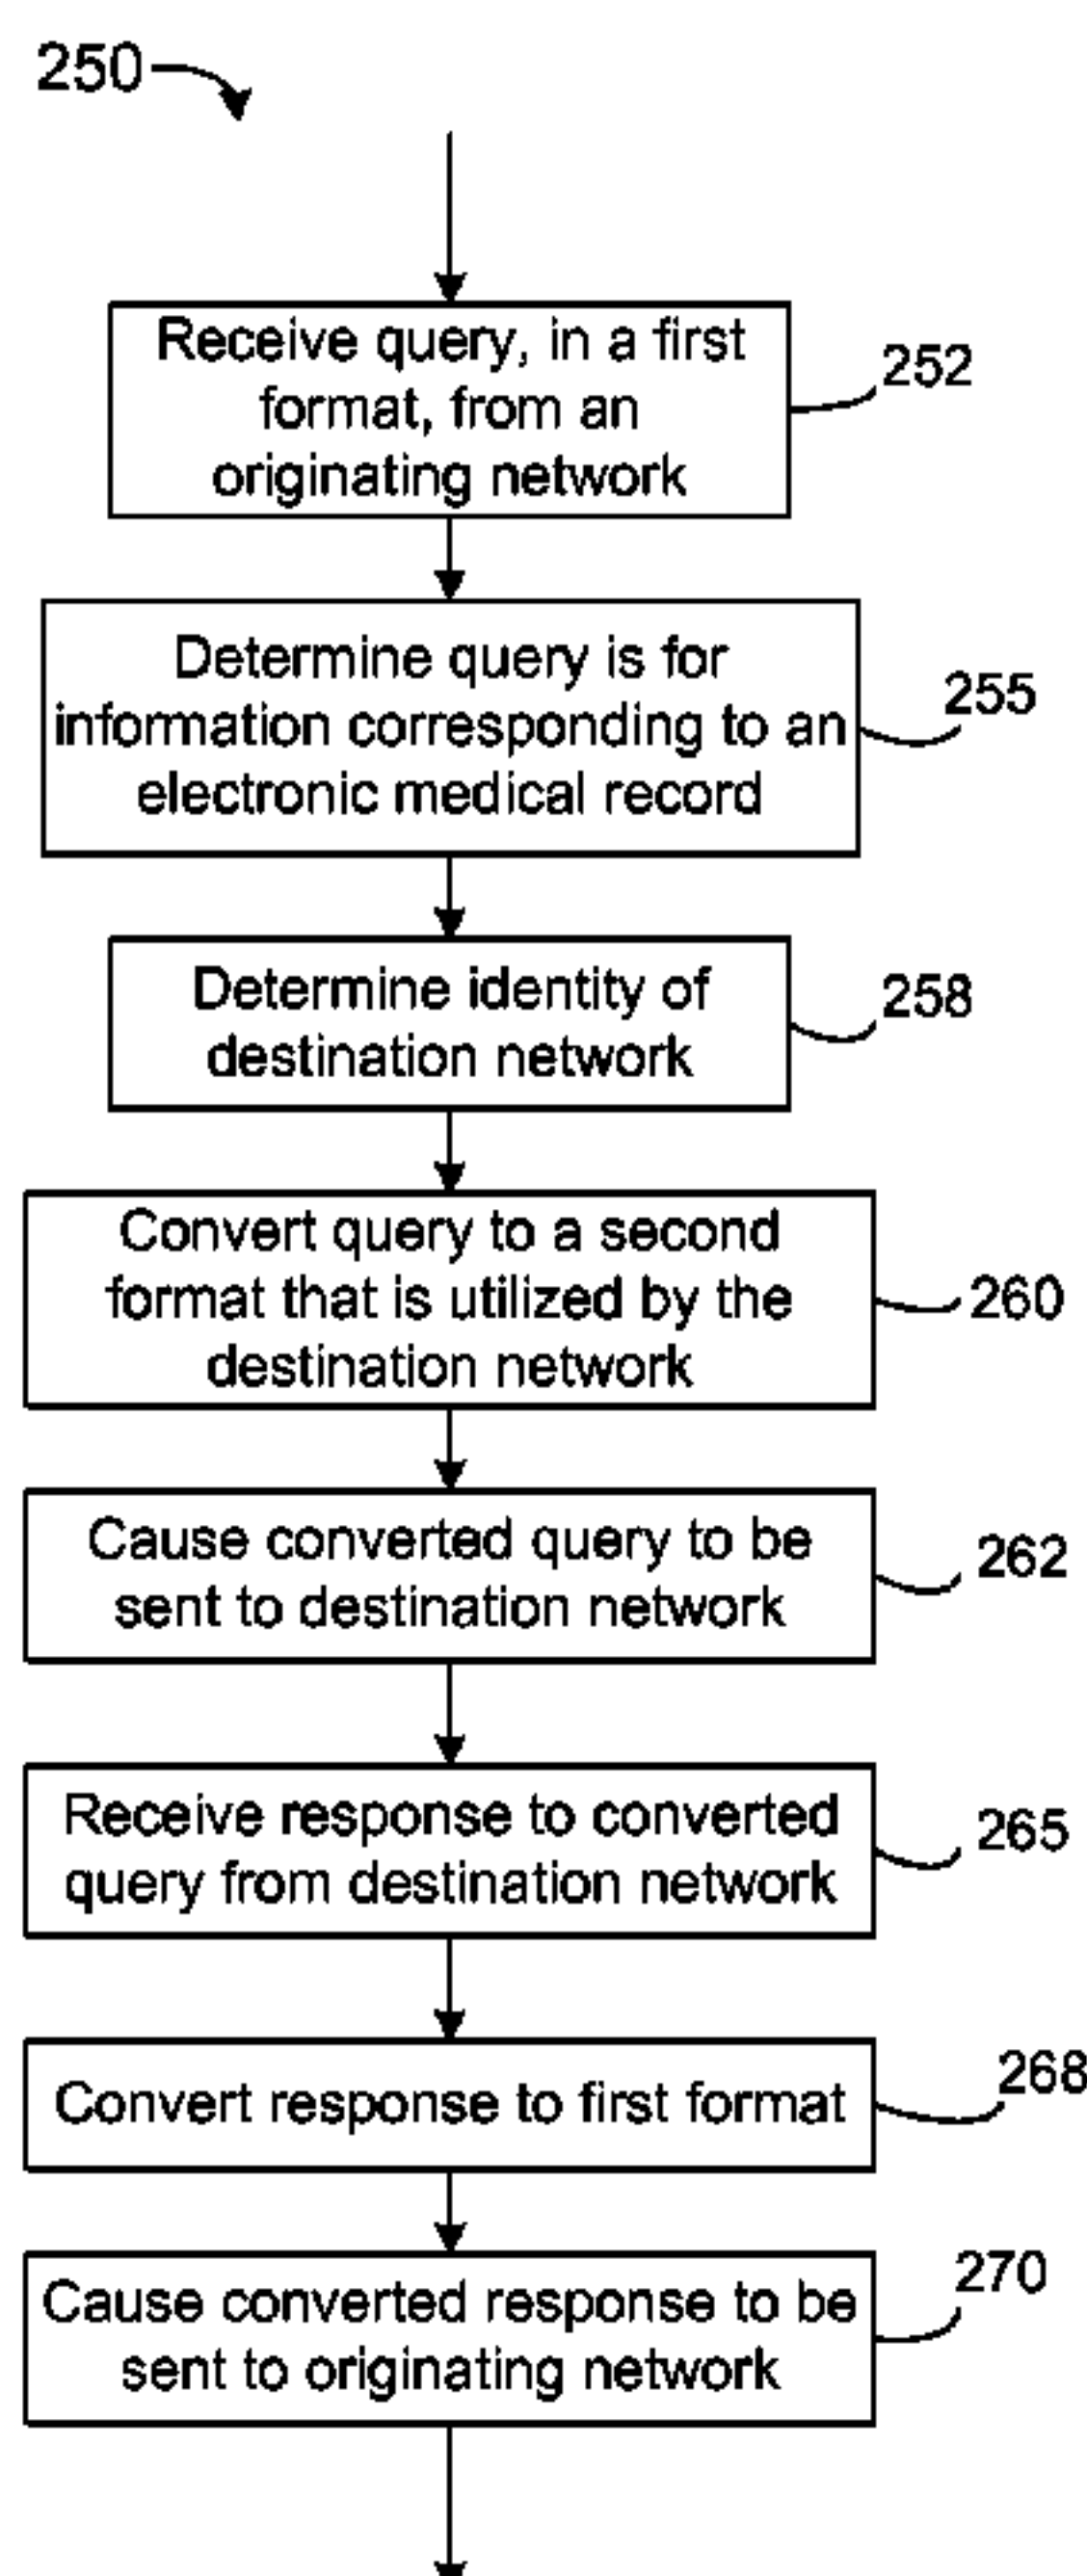 250
Receive query, in a first
format, from an
originating network
252
Determine query is for
information corresponding to an
electronic medical record
255
Determine identity of
destination network
258
Convert query to a second
format that is utilized by the
destination network
260
Cause converted query to be
sent to destination network
262
Receive response to converted
query from destination network
265
Convert response to first format
268
Cause converted response to be
sent to originating network
270